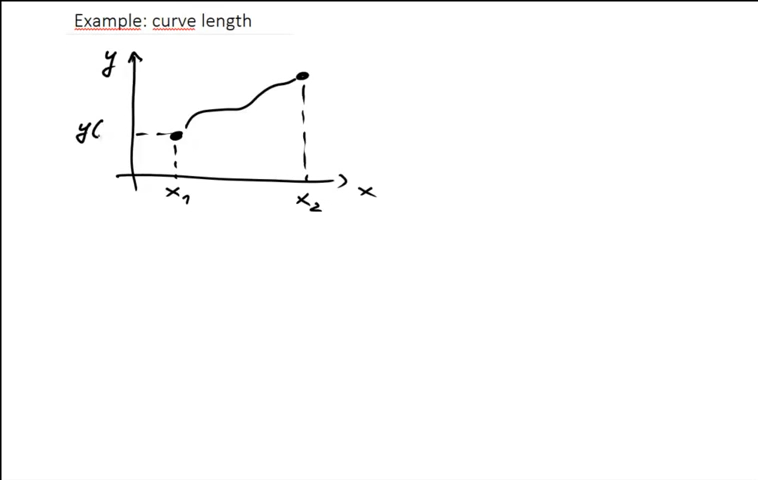 Example: curve length
y
y(
x₁
x₂
x